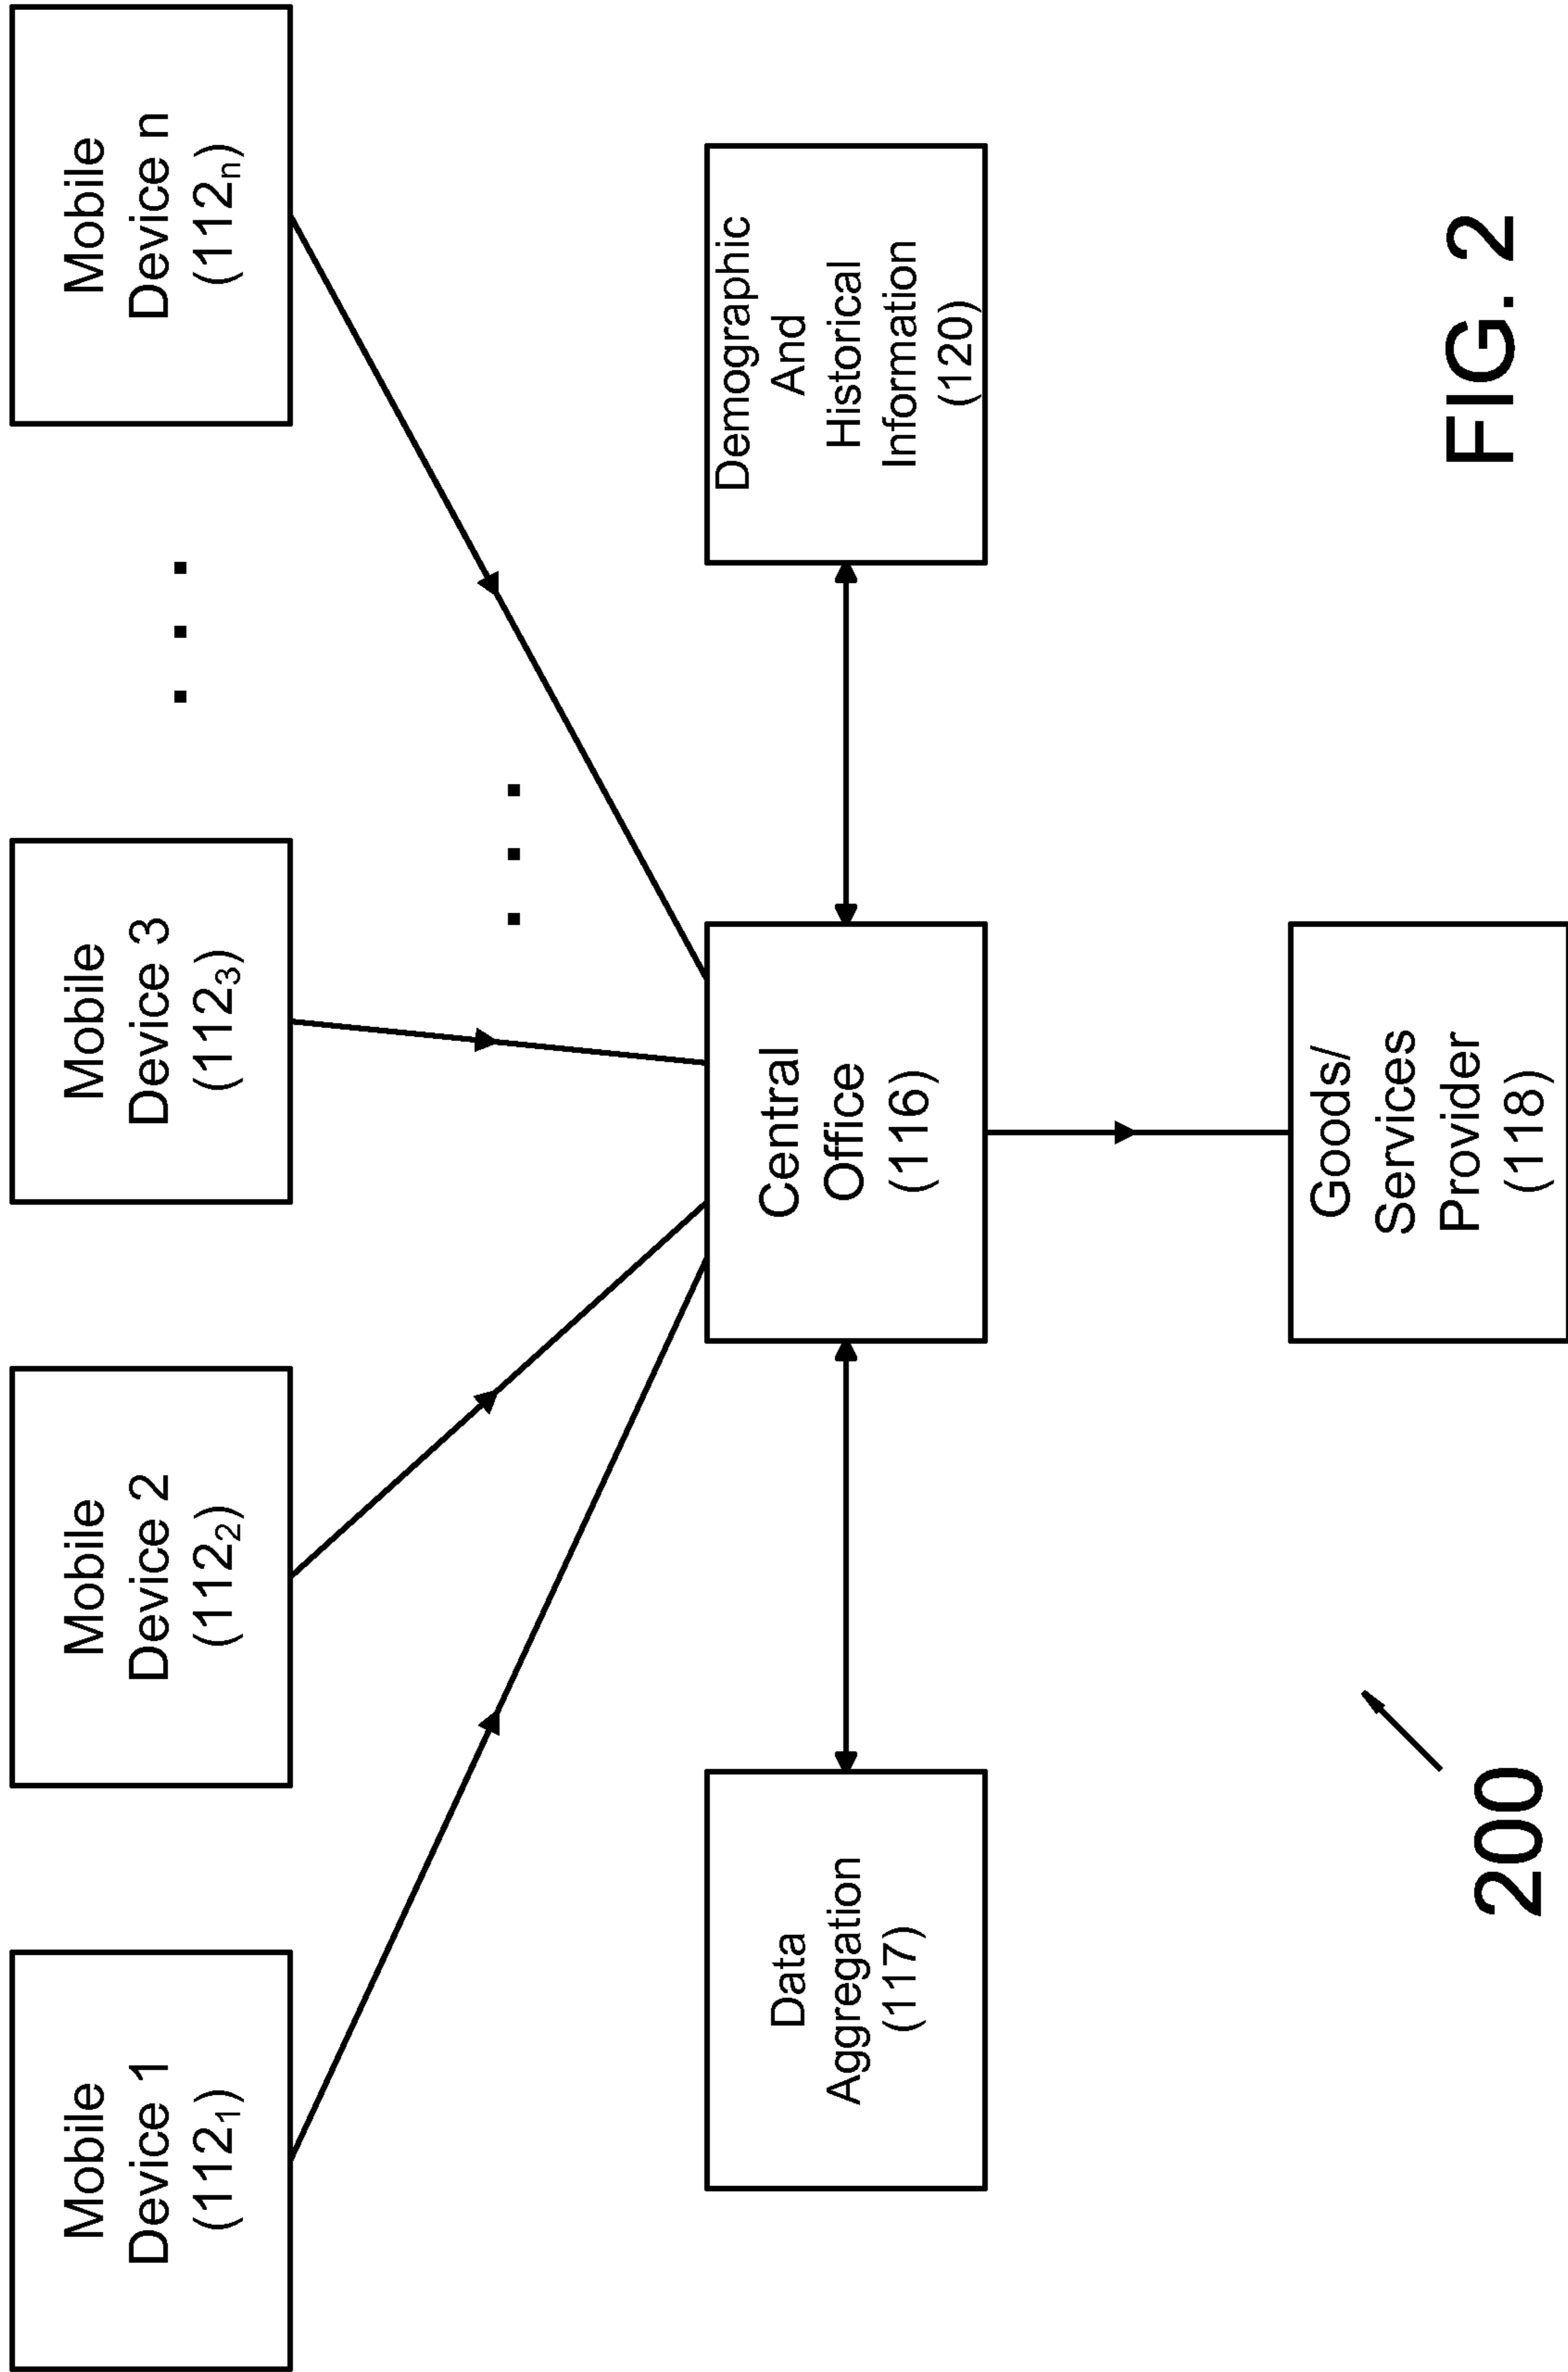 Mobile
Device 1
(112₁)
Mobile
Device 2
(112₂)
Mobile
Device 3
(112₃)
. . .
Mobile
Device n
(112ₙ)
. . .
Data
Aggregation
(117)
Central
Office
(116)
Demographic
And
Historical
Information
(120)
Goods/
Services
Provider
(118)
200
FIG. 2